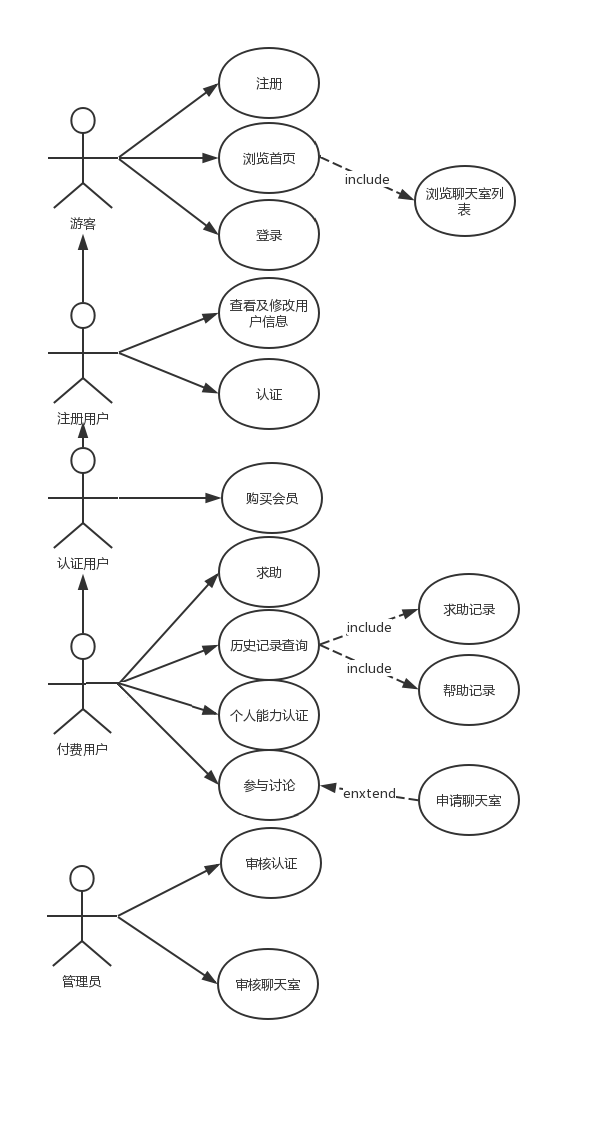 注册
浏览首页
include
浏览聊天室列
表
登录
游客
查看及修改用
户信息
认证
注册用户
购买会员
认证用户
求助
历史记录查询
include
求助记录
include
帮助记录
个人能力认证
付费用户
参与讨论
enxtend
申请聊天室
审核认证
管理员
审核聊天室